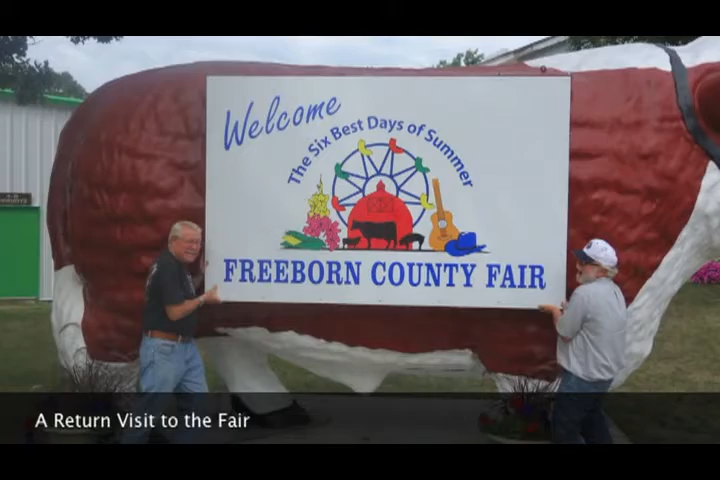 Welcome
The Six Best Days of Summer
FREEBORN COUNTY FAIR
A Return Visit to the Fair